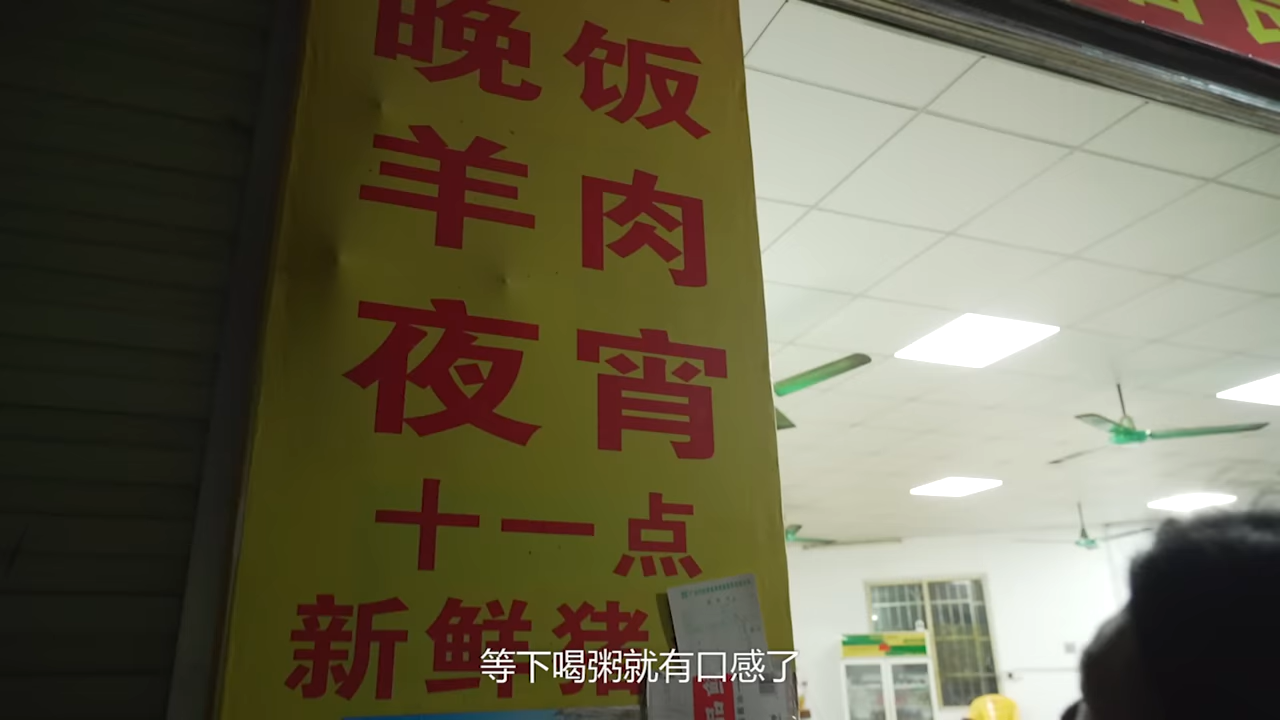 晚饭
羊肉
夜宵
十一点
新鲜猪
等下喝粥就有口感了